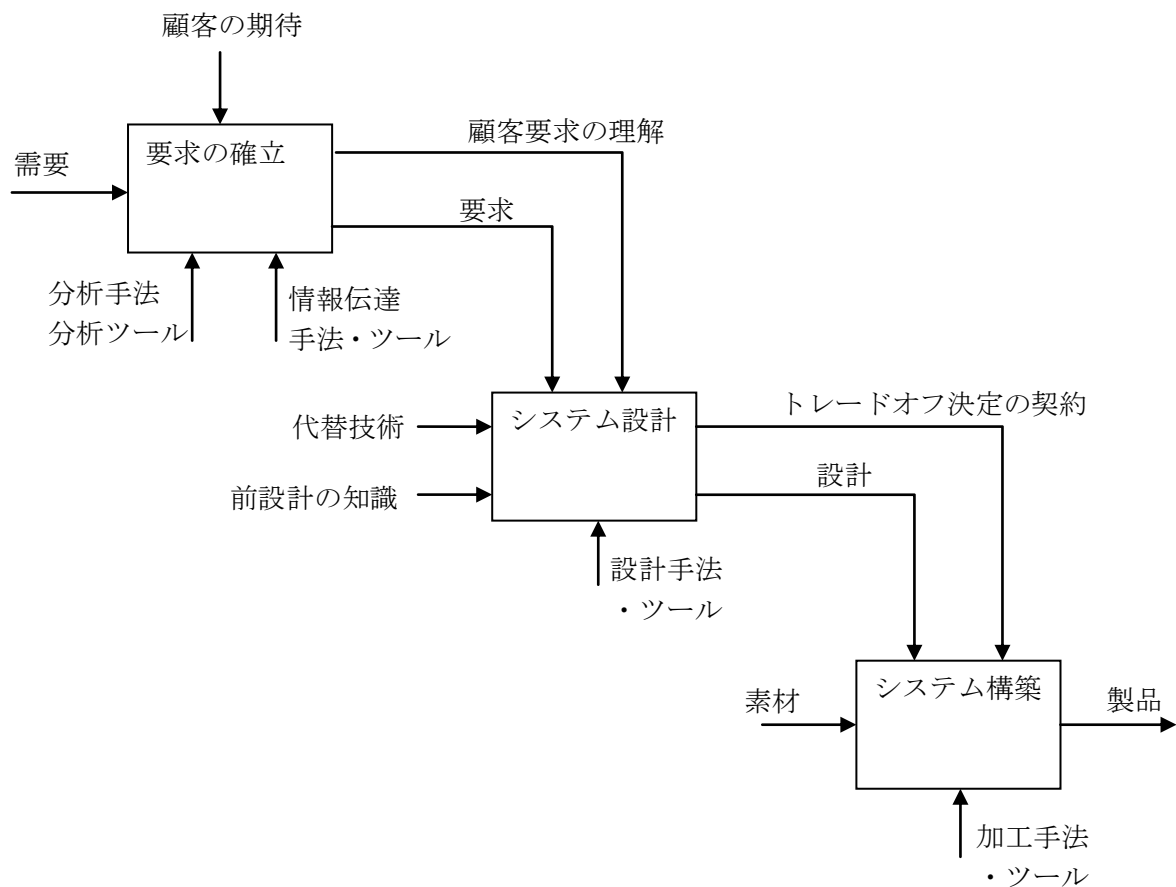 顧客の期待
要求の確立
顧客要求の理解
需要
要求
分析手法
分析ツール
情報伝達
手法・ツール
システム設計
トレードオフ決定の契約
代替技術
設計
前設計の知識
設計手法
・ツール
システム構築
素材
製品
加工手法
・ツール